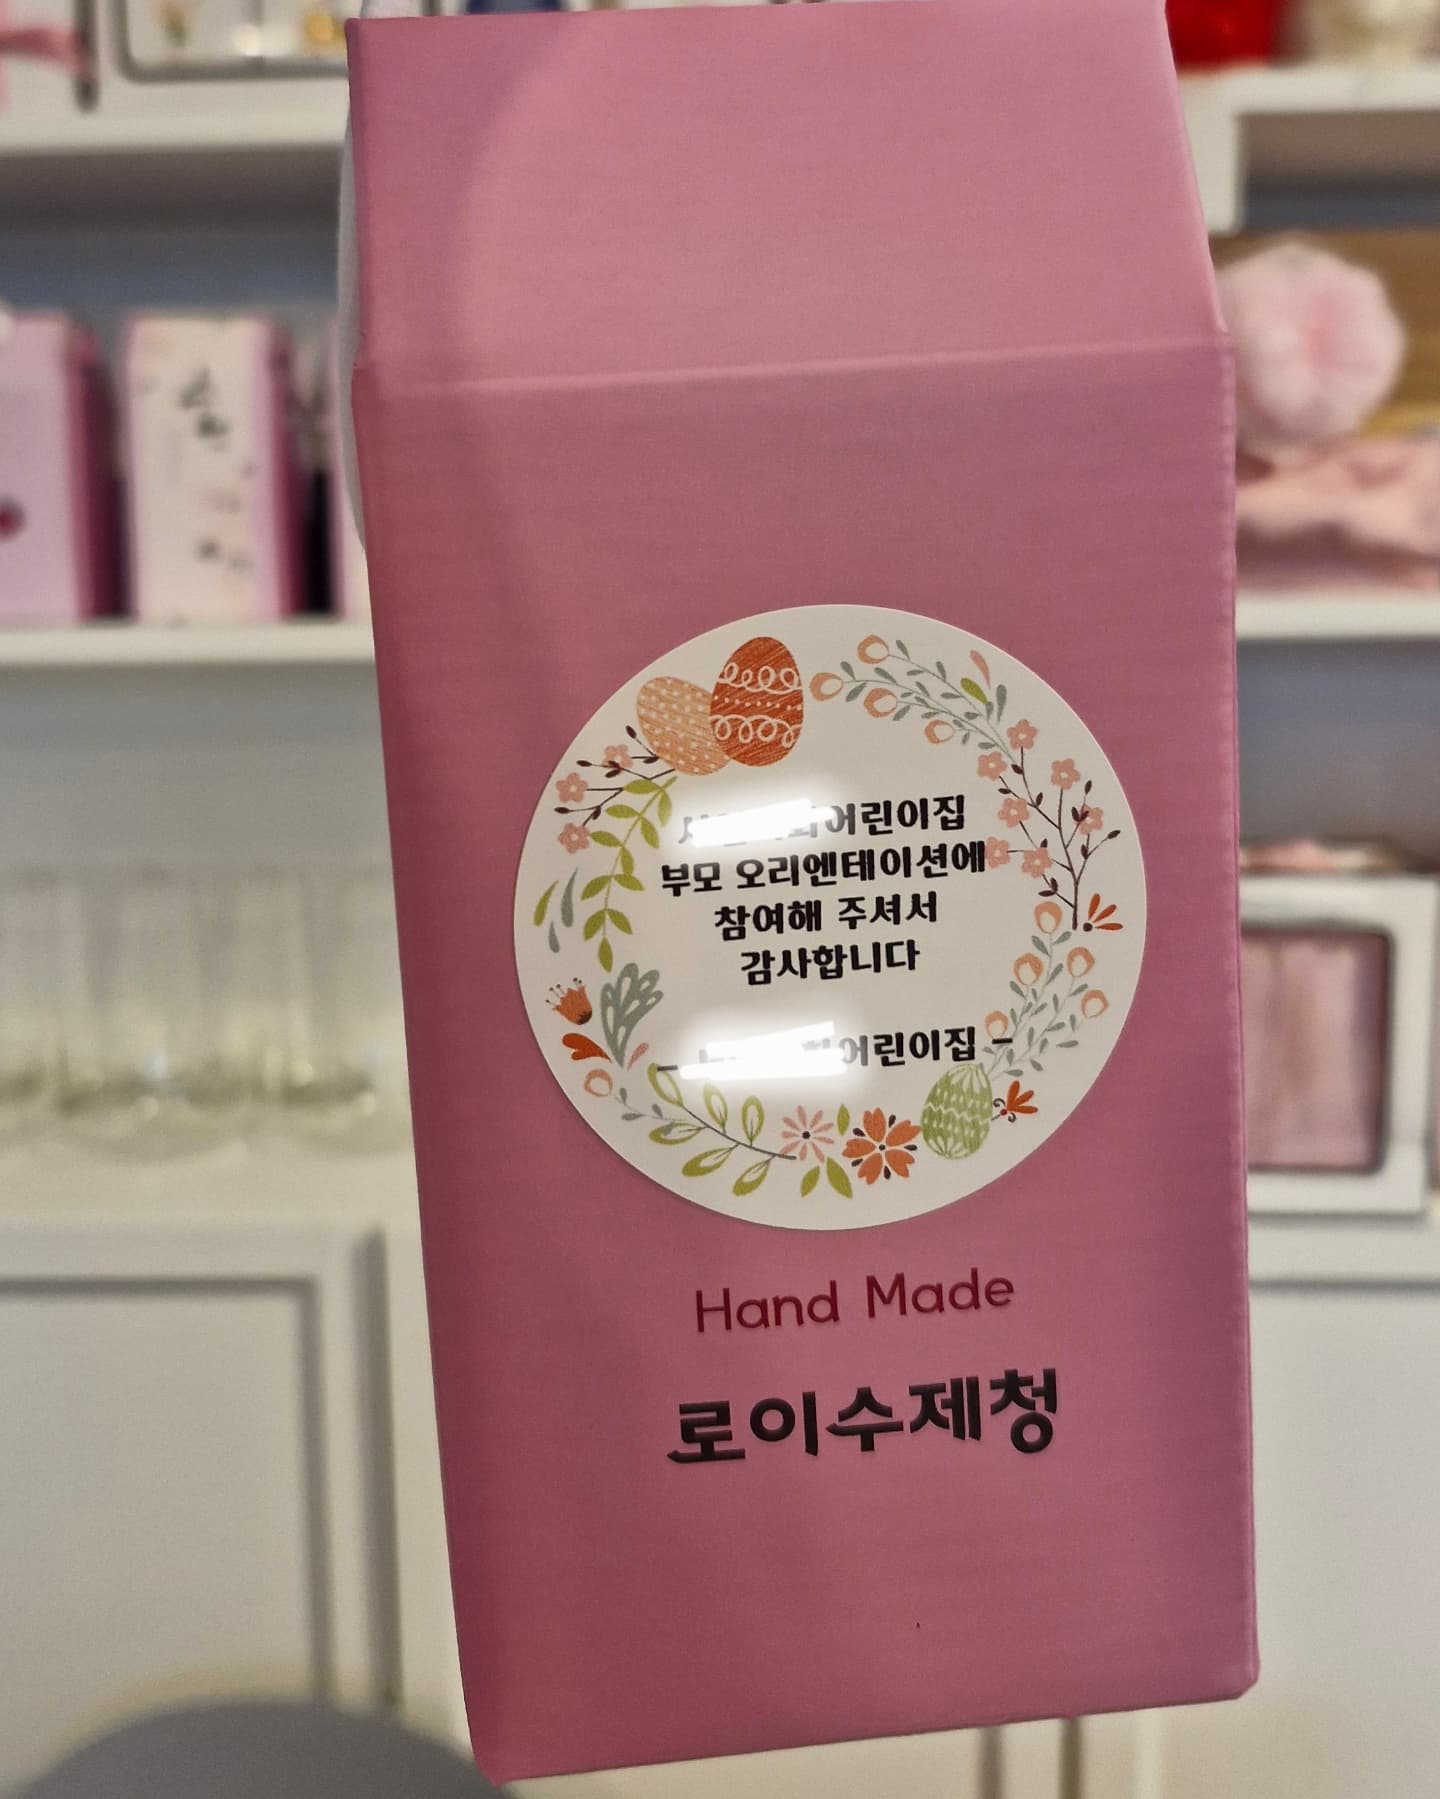 어린이집
부모 오리엔테이션에
참여해 주셔서
감사합니다
어린이집 -
Hand Made
로이수제청